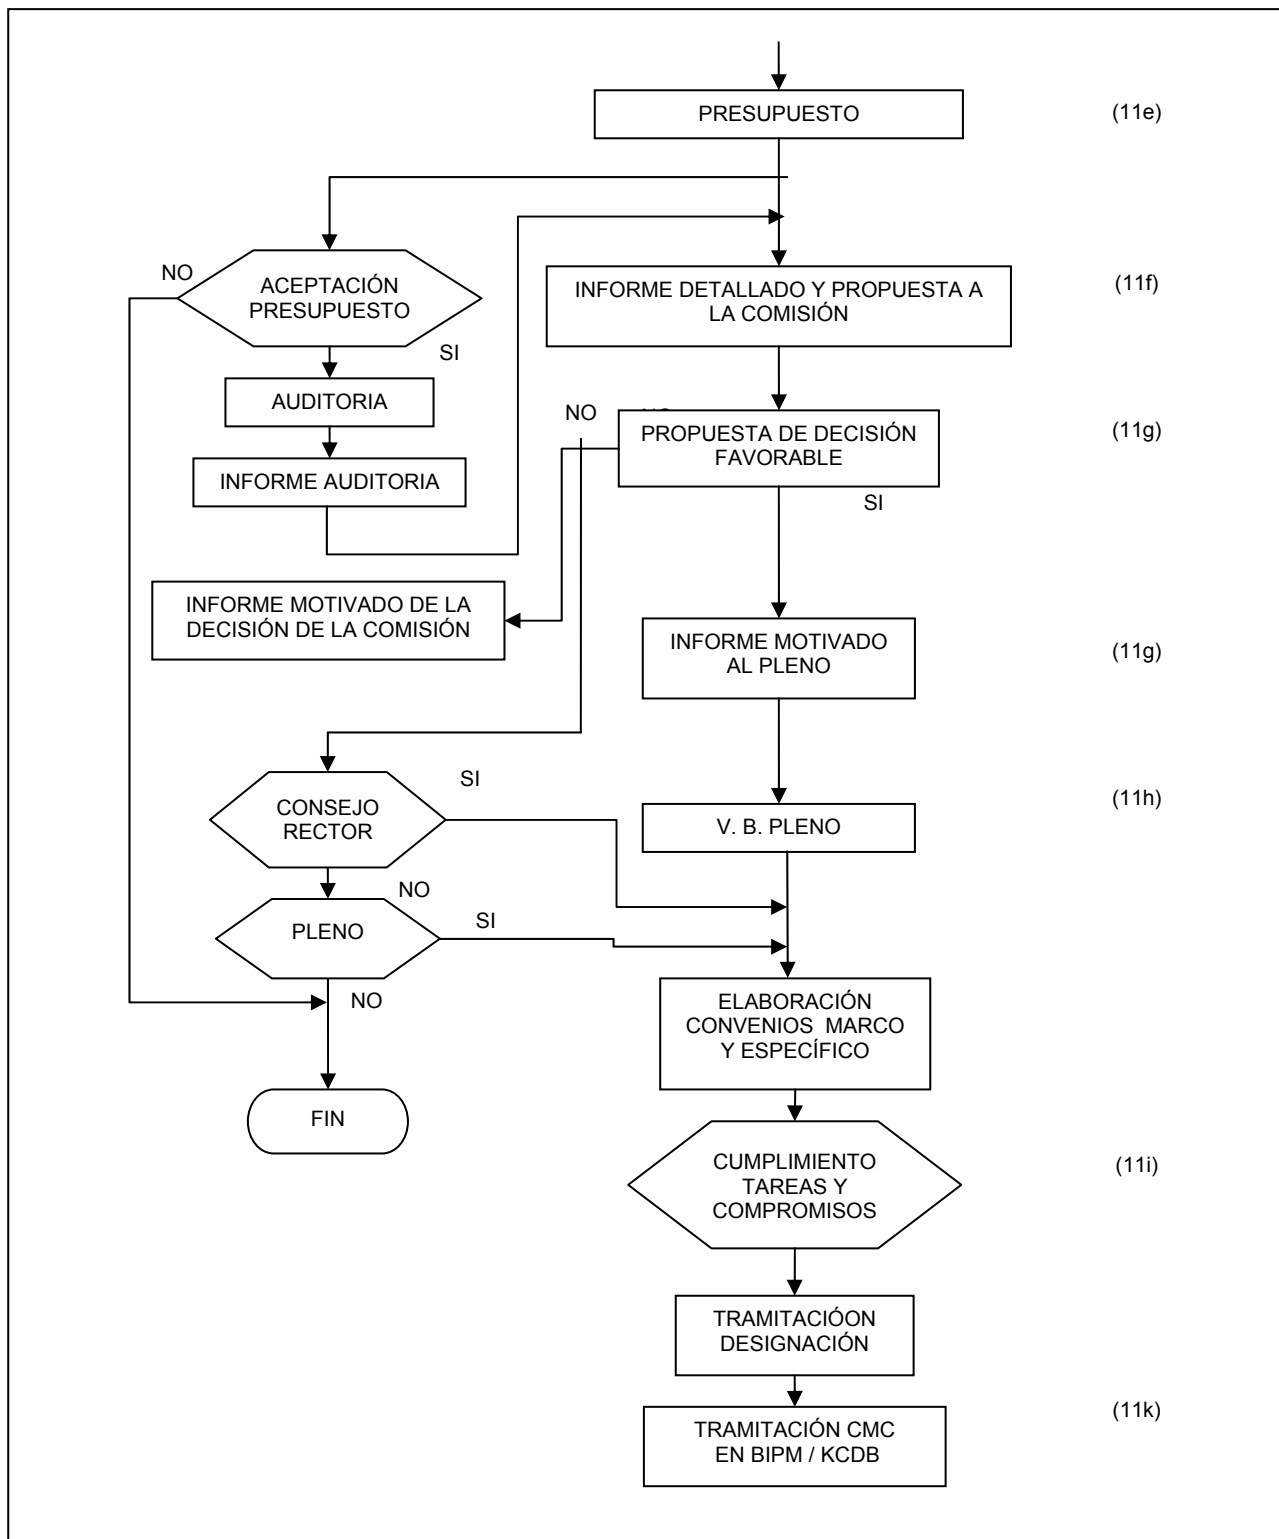 PRESUPUESTO
(11e)
NO
ACEPTACIÓN
PRESUPUESTO
SI
INFORME DETALLADO Y PROPUESTA A
LA COMISIÓN
(11f)
AUDITORIA
INFORME AUDITORIA
NO
PROPUESTA DE DECISIÓN
FAVORABLE
SI
(11g)
INFORME MOTIVADO DE LA
DECISIÓN DE LA COMISIÓN
INFORME MOTIVADO
AL PLENO
(11g)
CONSEJO
RECTOR
SI
NO
V. B. PLENO
(11h)
PLENO
SI
NO
ELABORACIÓN
CONVENIOS MARCO
Y ESPECÍFICO
FIN
CUMPLIMIENTO
TAREAS Y
COMPROMISOS
(11i)
TRAMITACIÓON
DESIGNACIÓN
TRAMITACIÓN CMC
EN BIPM / KCDB
(11k)